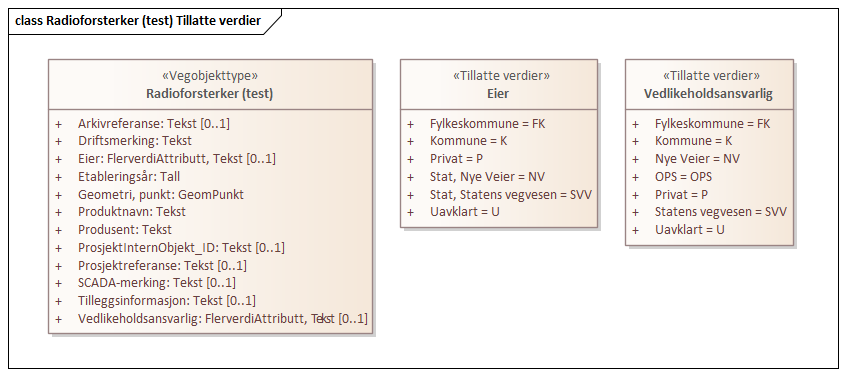 class Radioforsterker (test) Tillatte verdier
«Vegobjekttype»
Radioforsterker (test)
+ Arkivreferanse: Tekst [0..1]
+ Driftsmerking: Tekst
+ Eier: FlerverdiAttributt, Tekst [0..1]
+ Etableringsår: Tall
+ Geometri, punkt: GeomPunkt
+ Produktnavn: Tekst
+ Produsent: Tekst
+ ProsjektInternObjekt_ID: Tekst [0..1]
+ Prosjektreferanse: Tekst [0..1]
+ SCADA-merking: Tekst [0..1]
+ Tilleggsinformasjon: Tekst [0..1]
+ Vedlikeholdsansvarlig: FlerverdiAttributt, Tekst [0..1]
«Tillatte verdier»
Eier
+ Fylkeskommune = FK
+ Kommune = K
+ Privat = P
+ Stat, Nye Veier = NV
+ Stat, Statens vegvesen = SVV
+ Uavklart = U
«Tillatte verdier»
Vedlikeholdsansvarlig
+ Fylkeskommune = FK
+ Kommune = K
+ Nye Veier = NV
+ OPS = OPS
+ Privat = P
+ Statens vegvesen = SVV
+ Uavklart = U